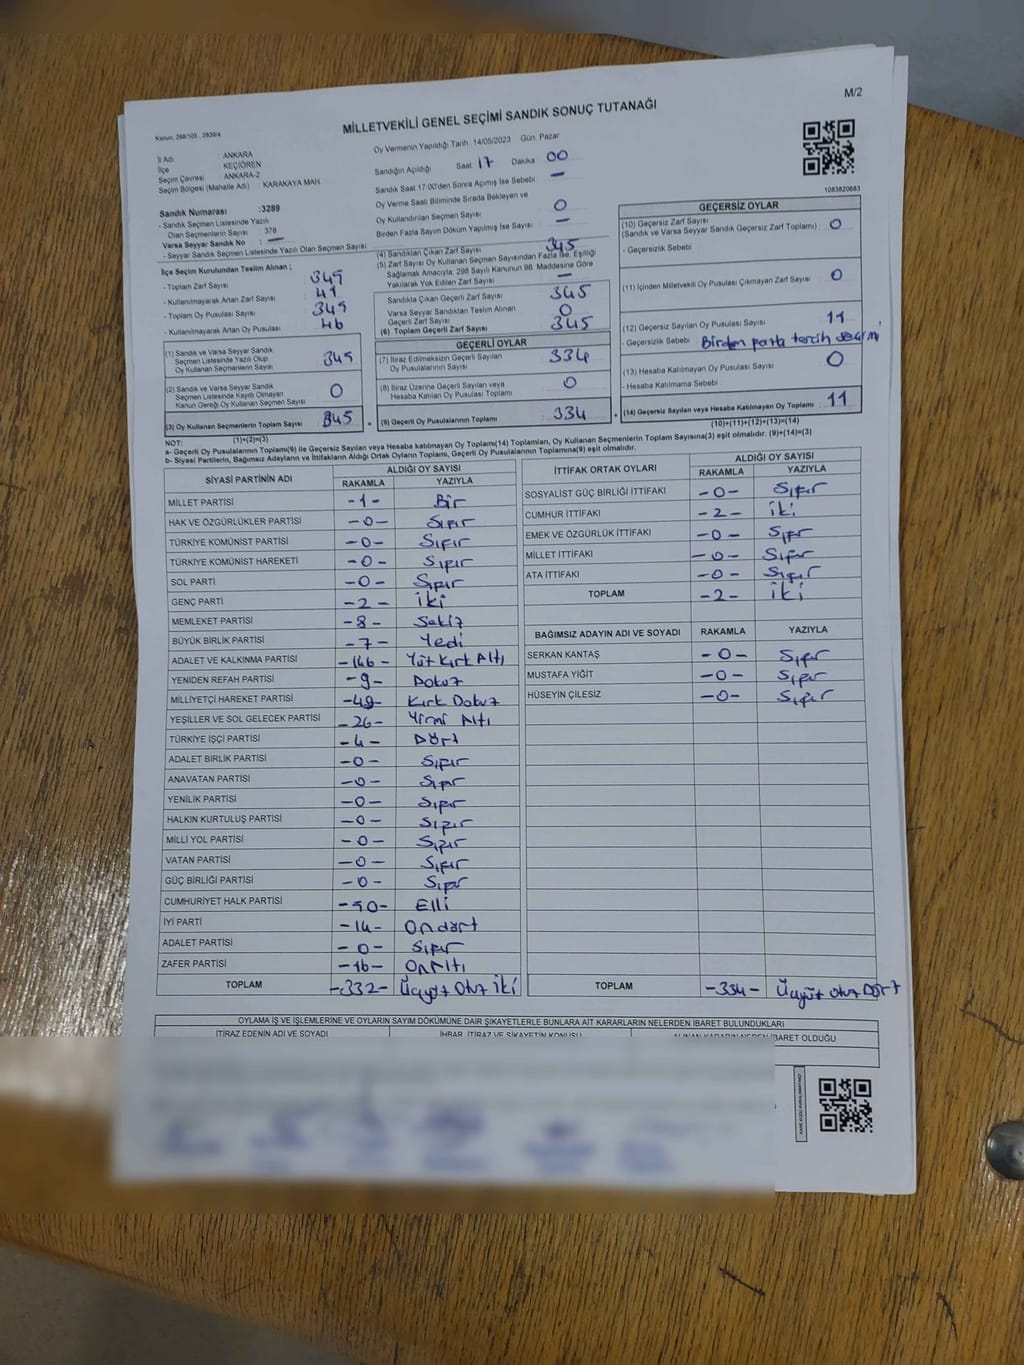 M/2
Kanun: 298/105 , 2839/4
MİLLETVEKİLİ GENEL SEÇİMİ SANDIK SONUÇ TUTANAĞI
İl Adı : ANKARA
İlçe : KEÇİÖREN
Seçim Çevresi : ANKARA-2
Seçim Bölgesi (Mahalle Adı) : KARAKAYA MAH
Oy Vermenin Yapıldığı Tarih : 14/05/2023 Gün: Pazar
Sandığın Açıldığı Saat 17 Dakika 00
Sandık Saat 17:00'den Sonra Açımış İse Sebebi –
Oy Verme Saati Bitiminde Sırada Bekleyen ve
Oy Kullandırılan Seçmen Sayısı 0
Birden Fazla Sayım Döküm Yapılmış İse Sayısı –
1083820683
Sandık Numarası : 3289
- Sandık Seçmen Listesinde Yazılı
Olan Seçmenlerin Sayısı : 378
Varsa Seyyar Sandık No : –
- Seyyar Sandık Seçmen Listesinde Yazılı Olan Seçmen Sayısı:
İlçe Seçim Kurulundan Teslim Alınan ;
- Toplam Zarf Sayısı
- Kullanılmayarak Artan Zarf Sayısı 41
- Toplam Oy Pusulası Sayısı
- Kullanılmayarak Artan Oy Pusulası
(1) Sandık ve Varsa Seyyar Sandık
Seçmen Listesinde Yazılı Olup
Oy Kullanan Seçmenlerin Sayısı 345
(2) Sandık ve Varsa Seyyar Sandık
Seçmen Listesinde Kayıtlı Olmayan
Kanun Gereği Oy Kullanan Seçmen Sayısı 0
(3) Oy Kullanan Seçmenlerin Toplam Sayısı 345
(1)+(2)=(3)
(4) Sandıktan Çıkan Zarf Sayısı 345
(5) Zarf Sayısı Oy Kullanan Seçmen Sayısından Fazla İse, Eşitliği
Sağlamak Amacıyla, 298 Sayılı Kanunun 98. Maddesine Göre
Yakılarak Yok Edilen Zarf Sayısı –
Sandıkta Çıkan Geçerli Zarf Sayısı 345
Varsa Seyyar Sandıktan Teslim Alınan
Geçerli Zarf Sayısı 0
(6) Toplam Geçerli Zarf Sayısı 345
GEÇERLİ OYLAR
(7) İtiraz Edilmeksizin Geçerli Sayılan
Oy Pusulalarının Sayısı 334
(8) İtiraz Üzerine Geçerli Sayılan veya
Hesaba Katılan Oy Pusulası Toplamı 0
(9) Geçerli Oy Pusulalarının Toplamı 334
GEÇERSİZ OYLAR
(10) Geçersiz Zarf Sayısı
(Sandık ve Varsa Seyyar Sandık Geçersiz Zarf Toplamı) 0
- Geçersizlik Sebebi
(11) İçinden Milletvekili Oy Pusulası Çıkmayan Zarf Sayısı 0
(12) Geçersiz Sayılan Oy Pusulası Sayısı 11
- Geçersizlik Sebebi Birden fazla tercih seçimi
(13) Hesaba Katılmayan Oy Pusulası Sayısı 0
- Hesaba Katılmama Sebebi
(14) Geçersiz Sayılan veya Hesaba Katılmayan Oy Toplamı 11
(10)+(11)+(12)+(13)=(14)
NOT:
a- Geçerli Oy Pusulalarının Toplamı(9) ile Geçersiz Sayılan veya Hesaba katılmayan Oy Toplamı(14) Toplamları, Oy Kullanan Seçmenlerin Toplam Sayısına(3) eşit olmalıdır. (9)+(14)=(3)
b- Siyasi Partilerin, Bağımsız Adayların ve İttifakların Aldığı Ortak Oyların Toplamı, Geçerli Oy Pusulalarının Toplamına(9) eşit olmalıdır.
SİYASİ PARTİNİN ADI ALDIĞI OY SAYISI
RAKAMLA YAZIYLA
MİLLET PARTİSİ -1- Bir
HAK VE ÖZGÜRLÜKLER PARTİSİ -0- Sıfır
TÜRKİYE KOMÜNİST PARTİSİ -0- Sıfır
TÜRKİYE KOMÜNİST HAREKETİ -0- Sıfır
SOL PARTİ -0- Sıfır
GENÇ PARTİ -2- İki
MEMLEKET PARTİSİ -8- Sekiz
BÜYÜK BİRLİK PARTİSİ -7- Yedi
ADALET VE KALKINMA PARTİSİ -146- Yüz Kırk Altı
YENİDEN REFAH PARTİSİ -9- Dokuz
MİLLİYETÇİ HAREKET PARTİSİ -49- Kırk Dokuz
YEŞİLLER VE SOL GELECEK PARTİSİ -26- Yirmi Altı
TÜRKİYE İŞÇİ PARTİSİ -4- Dört
ADALET BİRLİK PARTİSİ -0- Sıfır
ANAVATAN PARTİSİ -0- Sıfır
YENİLİK PARTİSİ -0- Sıfır
HALKIN KURTULUŞ PARTİSİ -0- Sıfır
MİLLİ YOL PARTİSİ -0- Sıfır
VATAN PARTİSİ -0- Sıfır
GÜÇ BİRLİĞİ PARTİSİ -0- Sıfır
CUMHURİYET HALK PARTİSİ -50- Elli
İYİ PARTİ -14- Ondört
ADALET PARTİSİ -0- Sıfır
ZAFER PARTİSİ -16- OnAltı
TOPLAM -332- Üçyüz Otuz İki
İTTİFAK ORTAK OYLARI ALDIĞI OY SAYISI
RAKAMLA YAZIYLA
SOSYALİST GÜÇ BİRLİĞİ İTTİFAKI -0- Sıfır
CUMHUR İTTİFAKI -2- İki
EMEK VE ÖZGÜRLÜK İTTİFAKI -0- Sıfır
MİLLET İTTİFAKI -0- Sıfır
ATA İTTİFAKI -0- Sıfır
TOPLAM -2- İki
BAĞIMSIZ ADAYIN ADI VE SOYADI RAKAMLA YAZIYLA
SERKAN KANTAŞ -0- Sıfır
MUSTAFA YİĞİT -0- Sıfır
HÜSEYİN ÇİLESİZ -0- Sıfır
TOPLAM -334- Üçyüz Otuz Dört
OYLAMA İŞ VE İŞLEMLERİNE VE OYLARIN SAYIM DÖKÜMÜNE DAİR ŞİKAYETLERLE BUNLARA AİT KARARLARIN NELERDEN İBARET BULUNDUKLARI
İTİRAZ EDENİN ADI VE SOYADI İHBAR, İTİRAZ VE ŞİKAYETİN KONUSU ALINAN KARARIN NEDEN İBARET OLDUĞU
KARE KODU KARALAMAYINIZ!